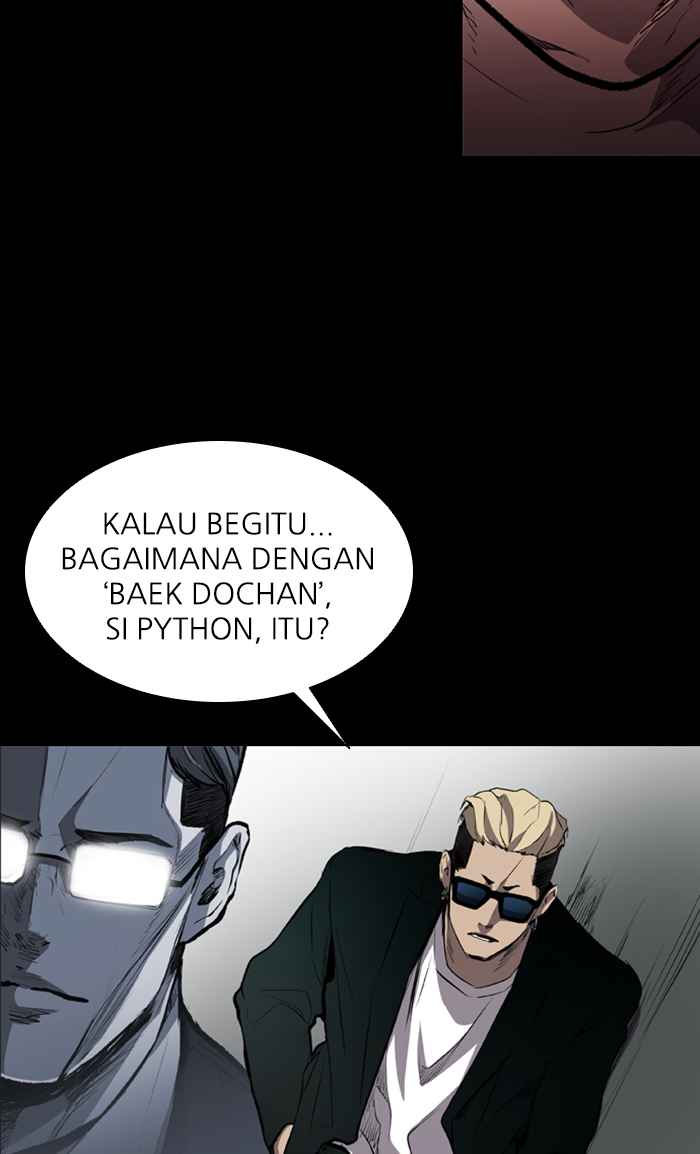 KALAU BEGITU...
BAGAIMANA DENGAN
‘BAEK DOCHAN’,
SI PYTHON, ITU?